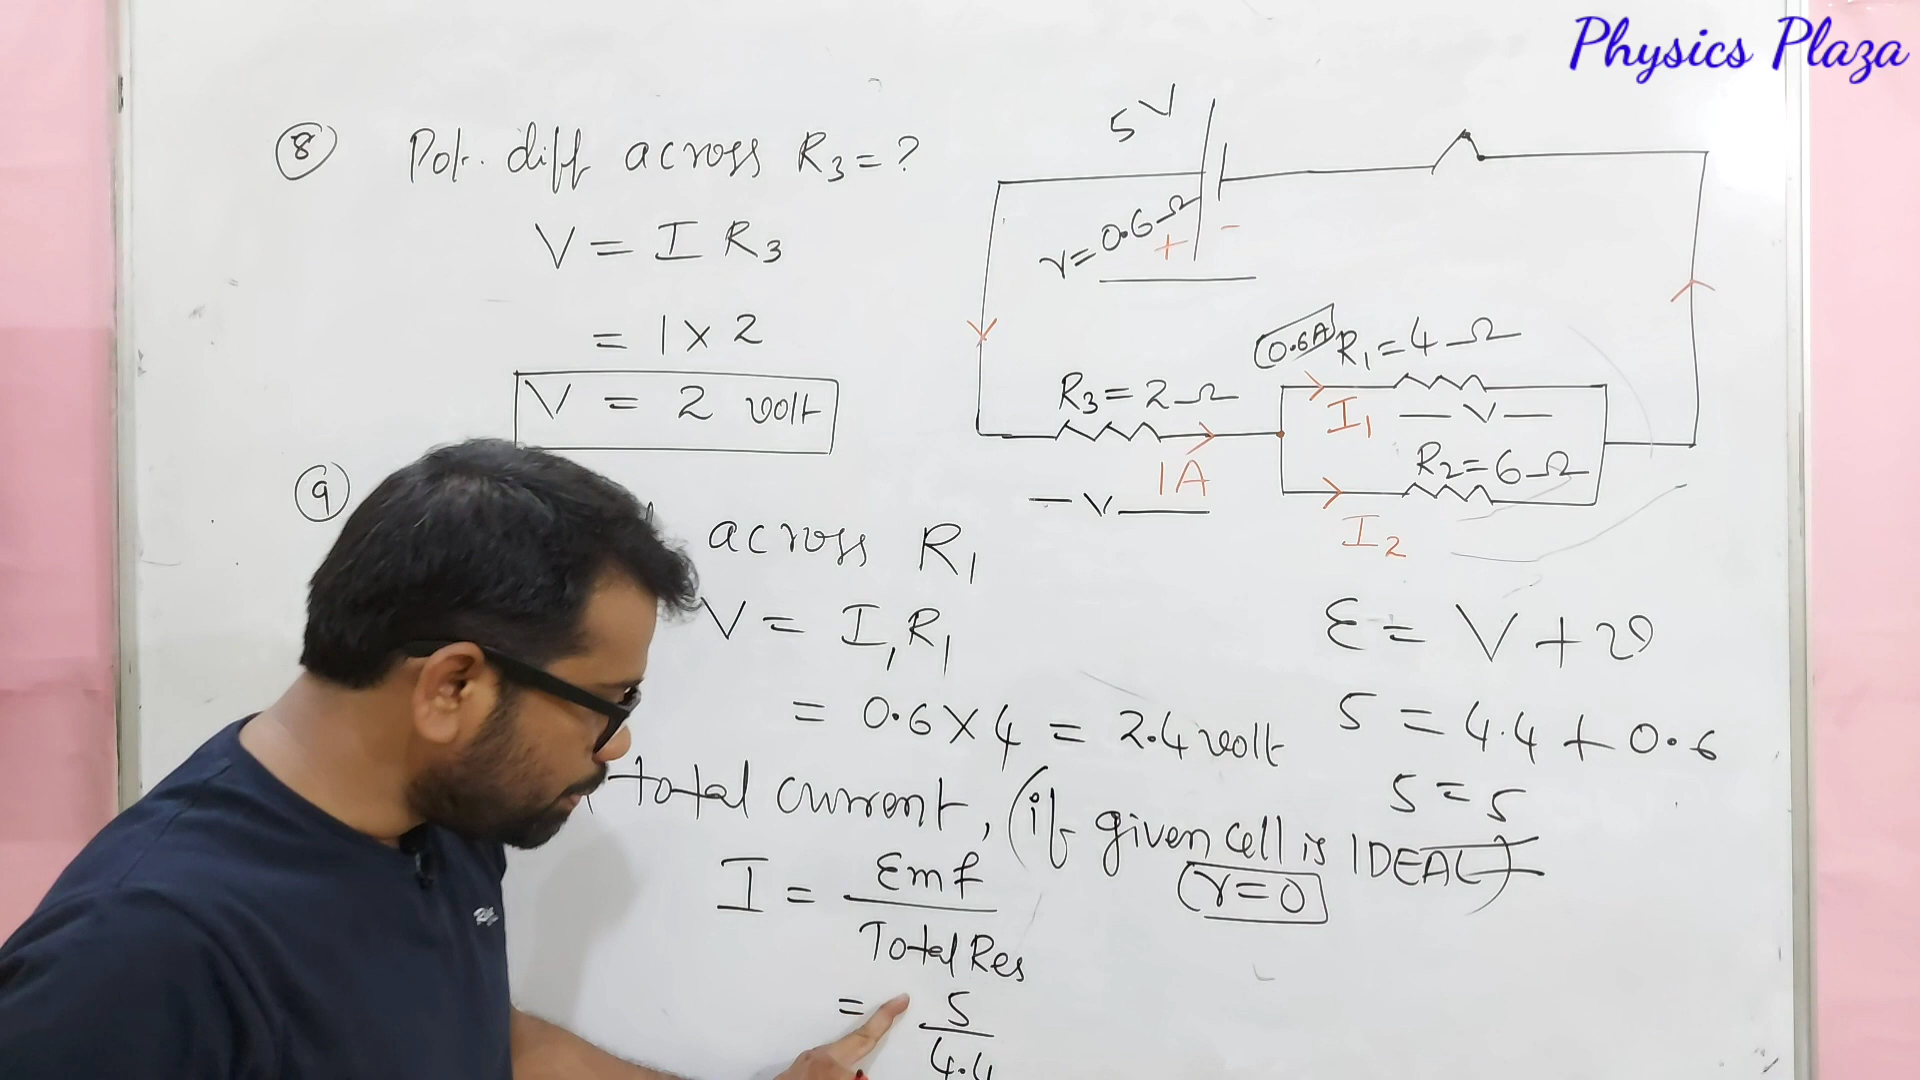 Physics Plaza
8 Pot. diff across R3 = ?
V = I R3
= 1 × 2
V = 2 volt
9
across R1
V = I1R1
= 0.6 × 4 = 2.4 volt
total current, (if given cell is IDEAL)
r = 0
I = Emf
Total Res
= 5
4.4
5 V
r = 0.6 Ω
+ -
0.6A R1 = 4 Ω
R3 = 2 Ω
I1 — V —
R2 = 6 Ω
1A
— V —
I2
Ɛ = V + v
5 = 4.4 + 0.6
5 = 5